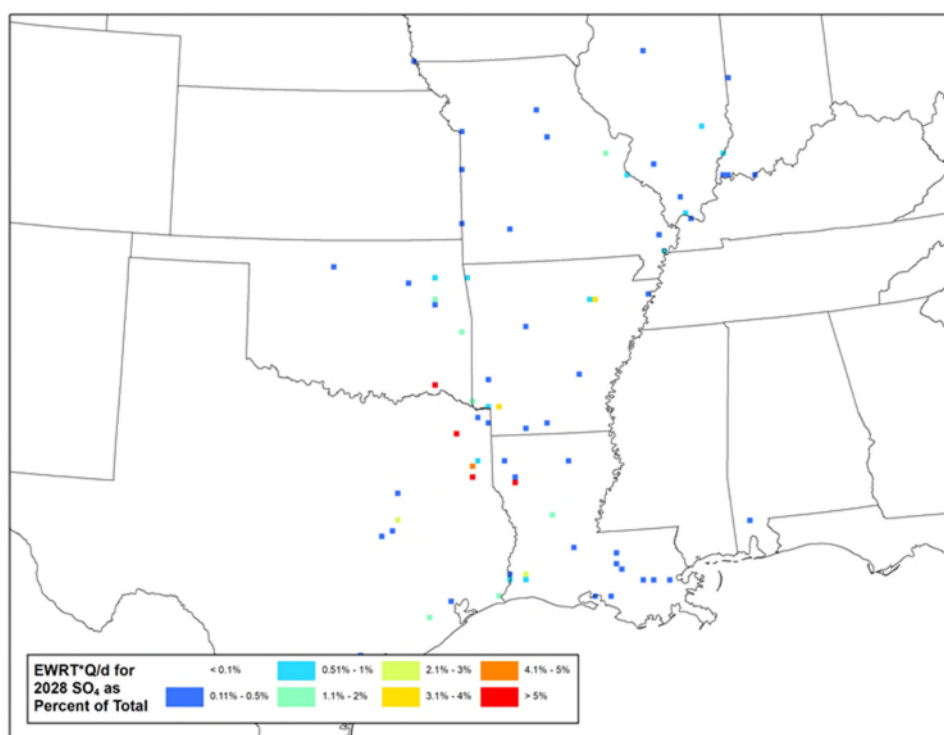 EWRT*Q/d for
2028 SO₄ as
Percent of Total
< 0.1%
0.11% - 0.5%
0.51% - 1%
1.1% - 2%
2.1% - 3%
3.1% - 4%
4.1% - 5%
> 5%